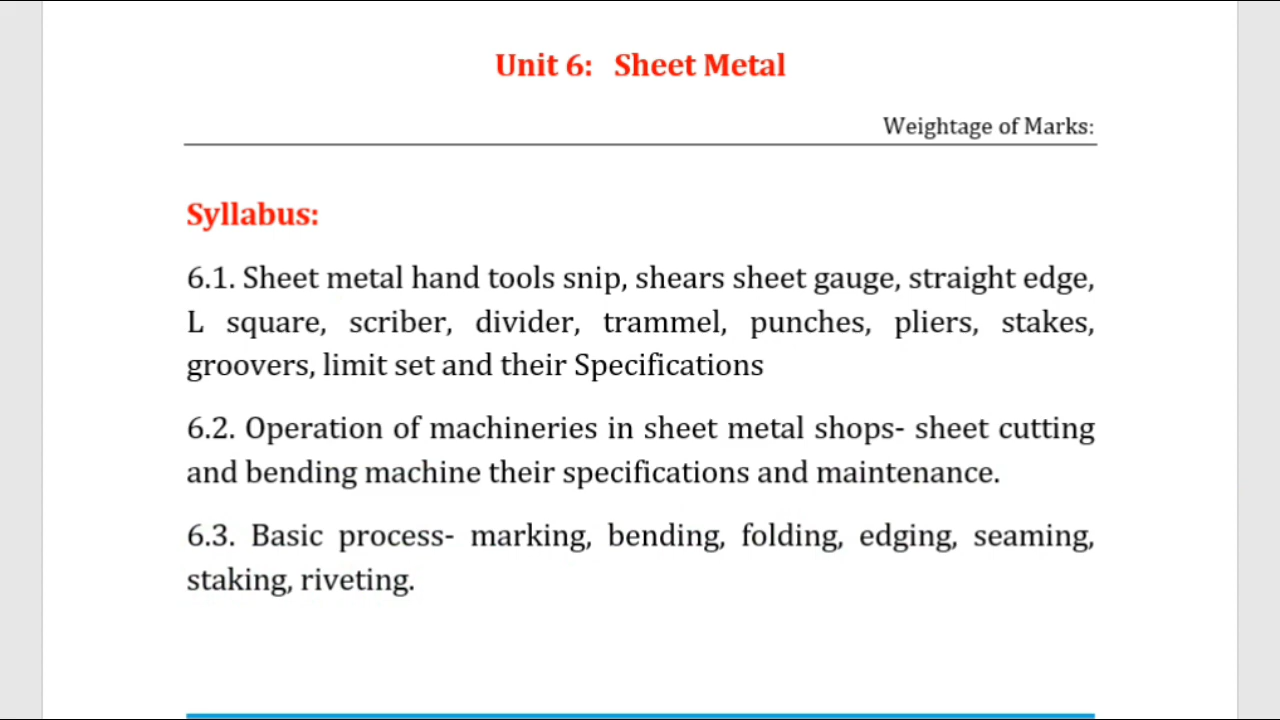 Unit 6: Sheet Metal
Weightage of Marks:
Syllabus:
6.1. Sheet metal hand tools snip, shears sheet gauge, straight edge,
L square, scriber, divider, trammel, punches, pliers, stakes,
groovers, limit set and their Specifications
6.2. Operation of machineries in sheet metal shops- sheet cutting
and bending machine their specifications and maintenance.
6.3. Basic process- marking, bending, folding, edging, seaming,
staking, riveting.